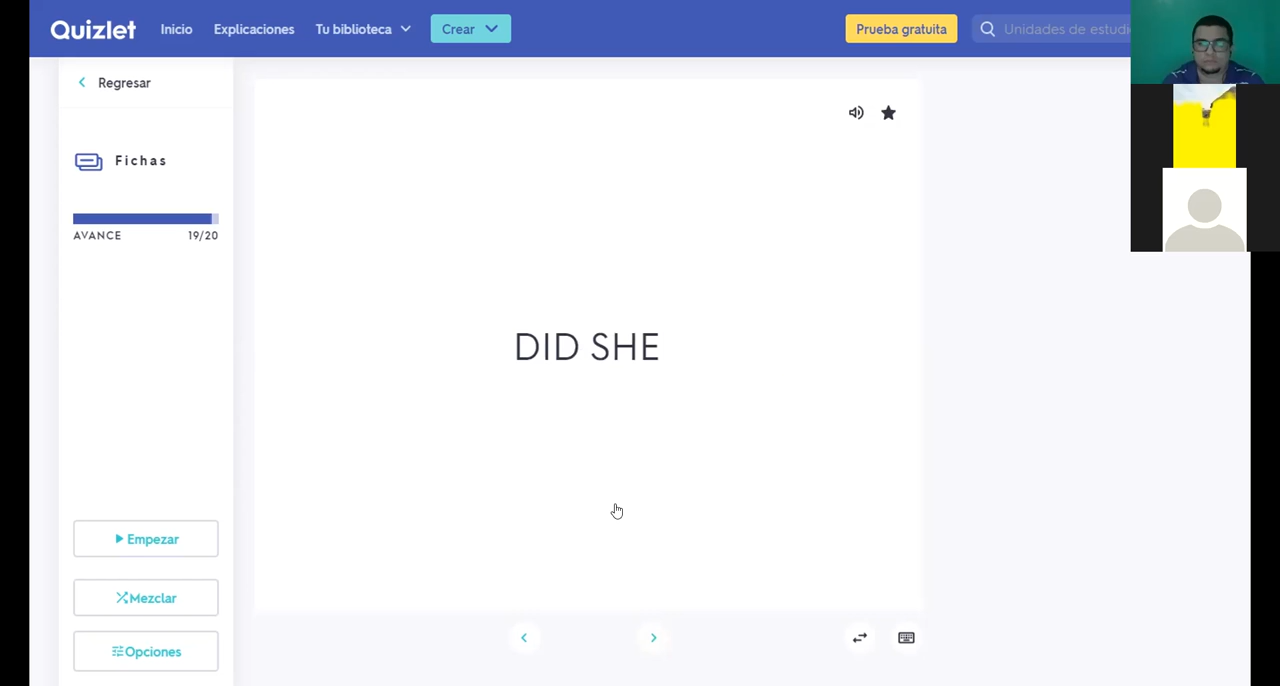 Quizlet
Inicio
Explicaciones
Tu biblioteca
Crear
Prueba gratuita
Unidades de estudi
Regresar
Fichas
AVANCE 19/20
DID SHE
Empezar
Mezclar
Opciones